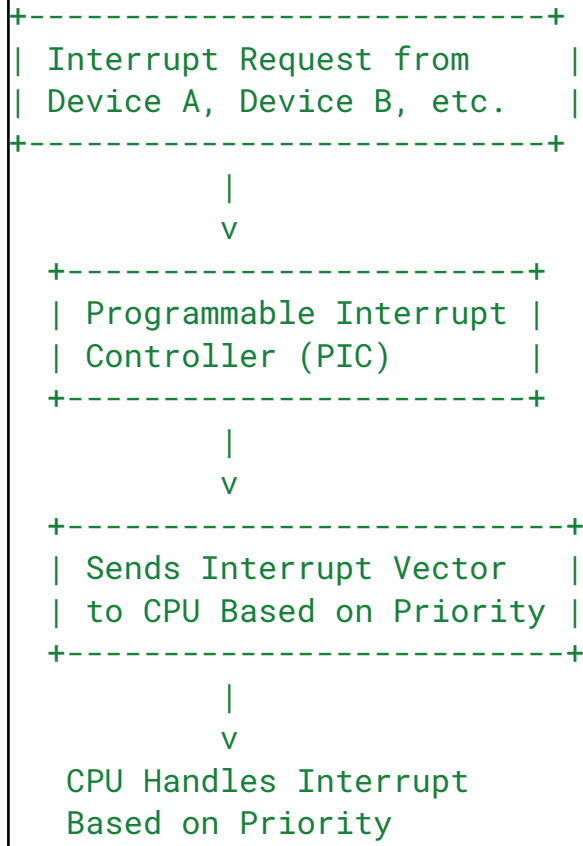 +---------------------------+
| Interrupt Request from     |
| Device A, Device B, etc.   |
+---------------------------+
           |
           v
  +------------------------+
  | Programmable Interrupt |
  | Controller (PIC)       |
  +------------------------+
           |
           v
  +--------------------------+
  | Sends Interrupt Vector   |
  | to CPU Based on Priority |
  +--------------------------+
           |
           v
   CPU Handles Interrupt
   Based on Priority